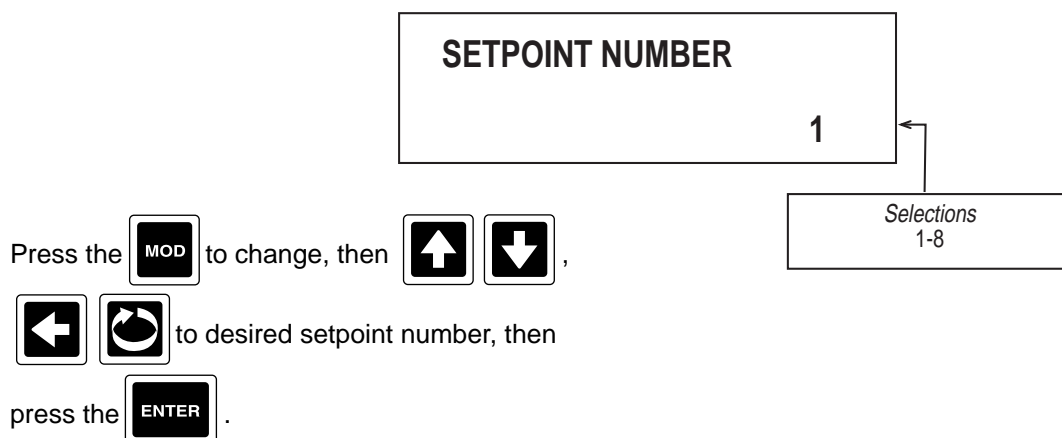 SETPOINT NUMBER
1
Selections
1-8
Press the MOD to change, then ,
to desired setpoint number, then
press the ENTER .